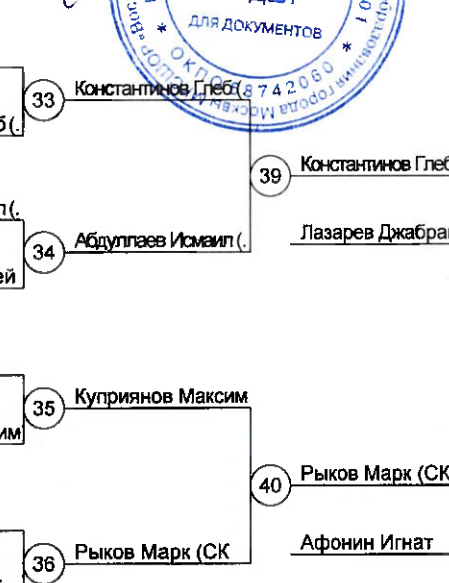 ДЛЯ ДОКУМЕНТОВ
33
Константинов Глеб (.
39
Константинов Глеб
34
Абдуллаев Исмаил (.
Лазарев Джабра
ей
35
Куприянов Максим
им
40
Рыков Марк (СК
36
Рыков Марк (СК
Афонин Игнат